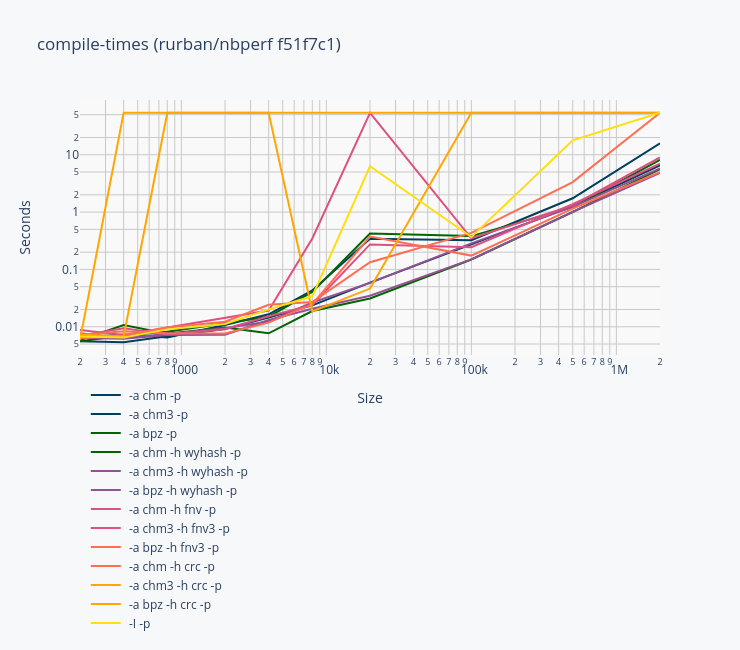 compile-times (rurban/nbperf f51f7c1)
Seconds
5
2
10
5
2
1
5
2
0.1
5
2
0.01
5
2 3 4 5 6 7 8 9 1000 2 3 4 5 6 7 8 9 10k 2 3 4 5 6 7 8 9 100k 2 3 4 5 6 7 8 9 1M 2
Size
-a chm -p
-a chm3 -p
-a bpz -p
-a chm -h wyhash -p
-a chm3 -h wyhash -p
-a bpz -h wyhash -p
-a chm -h fnv -p
-a chm3 -h fnv3 -p
-a bpz -h fnv3 -p
-a chm -h crc -p
-a chm3 -h crc -p
-a bpz -h crc -p
-I -p